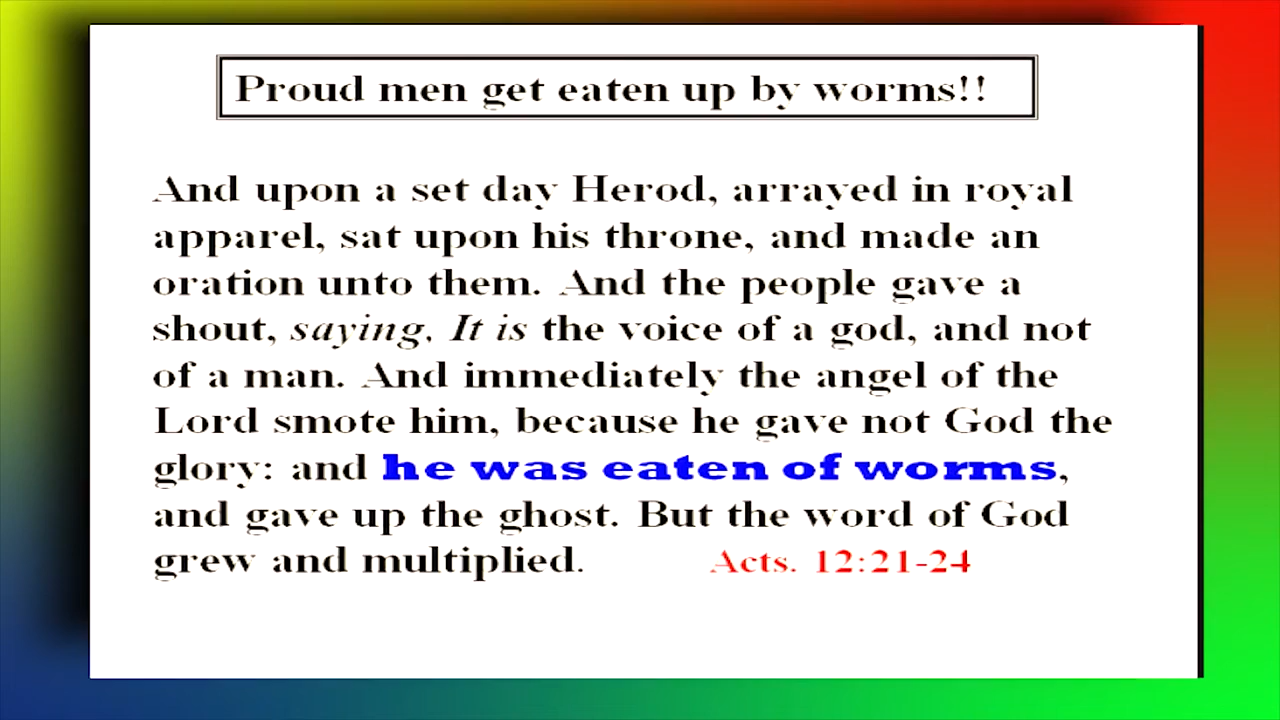 Proud men get eaten up by worms!!
And upon a set day Herod, arrayed in royal
apparel, sat upon his throne, and made an
oration unto them. And the people gave a
shout, saying, It is the voice of a god, and not
of a man. And immediately the angel of the
Lord smote him, because he gave not God the
glory: and he was eaten of worms,
and gave up the ghost. But the word of God
grew and multiplied. Acts. 12:21-24